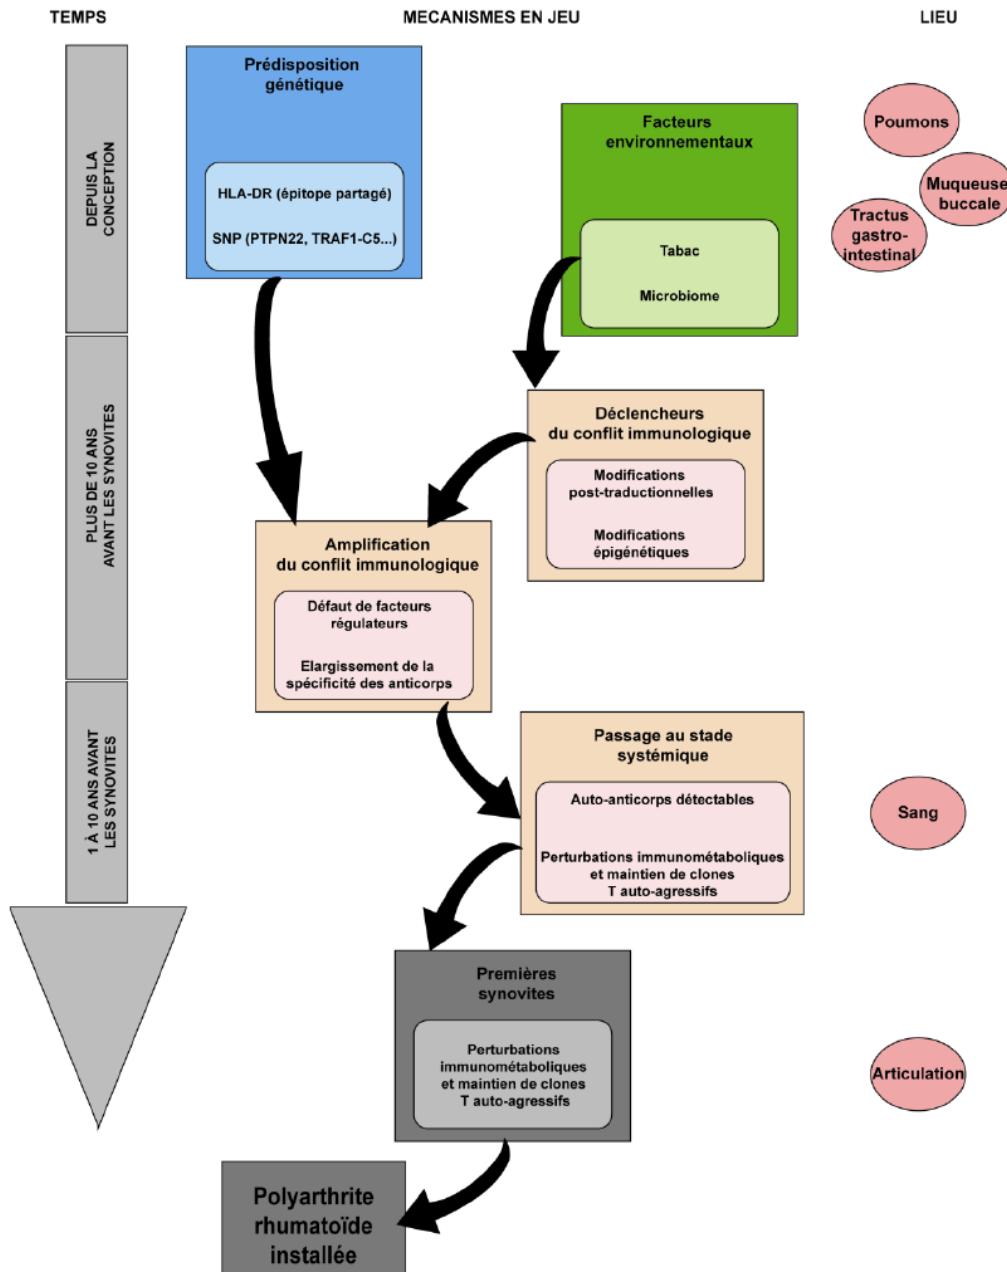 TEMPS
MECANISMES EN JEU
LIEU
DEPUIS LA
CONCEPTION
Prédisposition
génétique
HLA-DR (épitope partagé)
SNP (PTPN22, TRAF1-C5...)
Facteurs
environnementaux
Tabac
Microbiome
Poumons
Muqueuse
buccale
Tractus
gastro-
intestinal
PLUS DE 10 ANS
AVANT LES SYNOVITES
Déclencheurs
du conflit immunologique
Modifications
post-traductionnelles
Modifications
épigénétiques
Amplification
du conflit immunologique
Défaut de facteurs
régulateurs
Elargissement de la
spécificité des anticorps
1 À 10 ANS AVANT
LES SYNOVITES
Passage au stade
systémique
Auto-anticorps détectables
Perturbations immunométaboliques
et maintien de clones
T auto-agressifs
Sang
Premières
synovites
Perturbations
immunométaboliques
et maintien de clones
T auto-agressifs
Articulation
Polyarthrite
rhumatoïde
installée